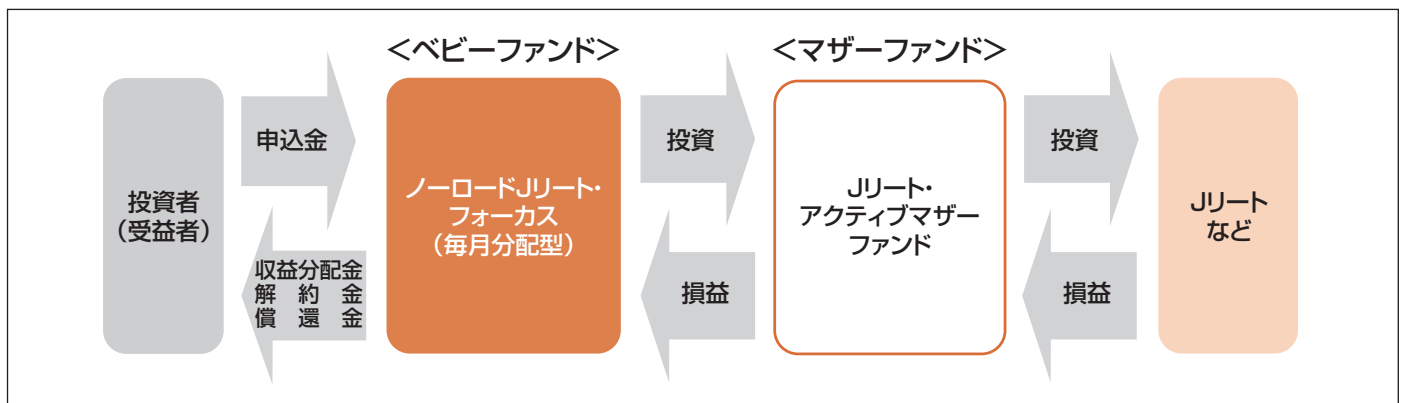 <ベビーファンド>
<マザーファンド>
投資者
(受益者)
申込金
収益分配金
解約金
償還金
ノーロードJリート・
フォーカス
(毎月分配型)
投資
損益
Jリート・
アクティブマザー
ファンド
投資
損益
Jリート
など